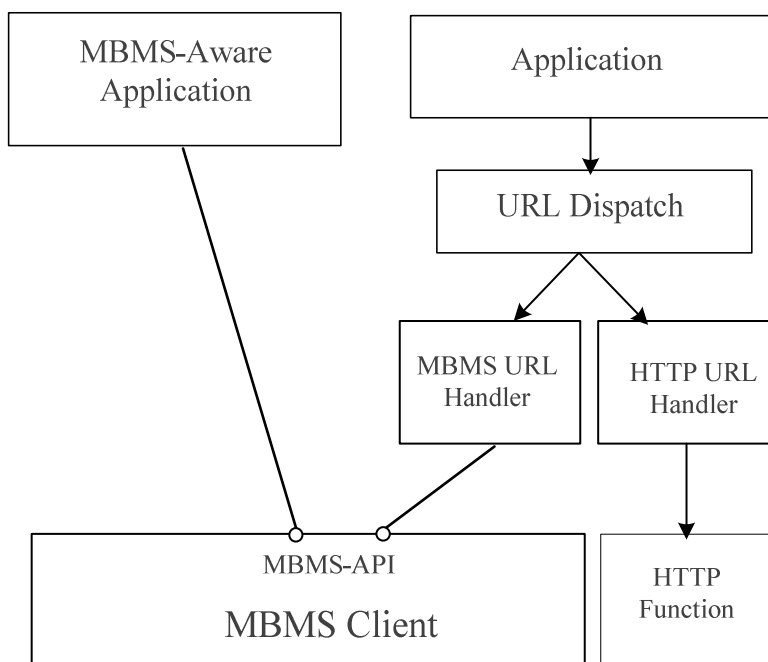 MBMS-Aware
Application
Application
URL Dispatch
MBMS URL
Handler
HTTP URL
Handler
MBMS-API
MBMS Client
HTTP
Function